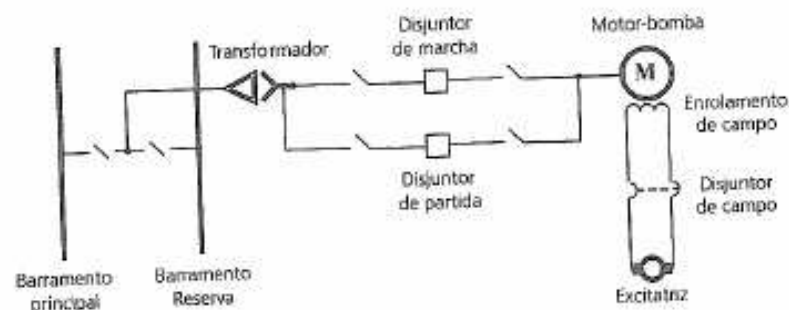 Transformador
Disjuntor
de marcha
Motor-bomba
M
Enrolamento
de campo
Disjuntor
de partida
Disjuntor
de campo
Barramento
principal
Barramento
Reserva
Excitatriz